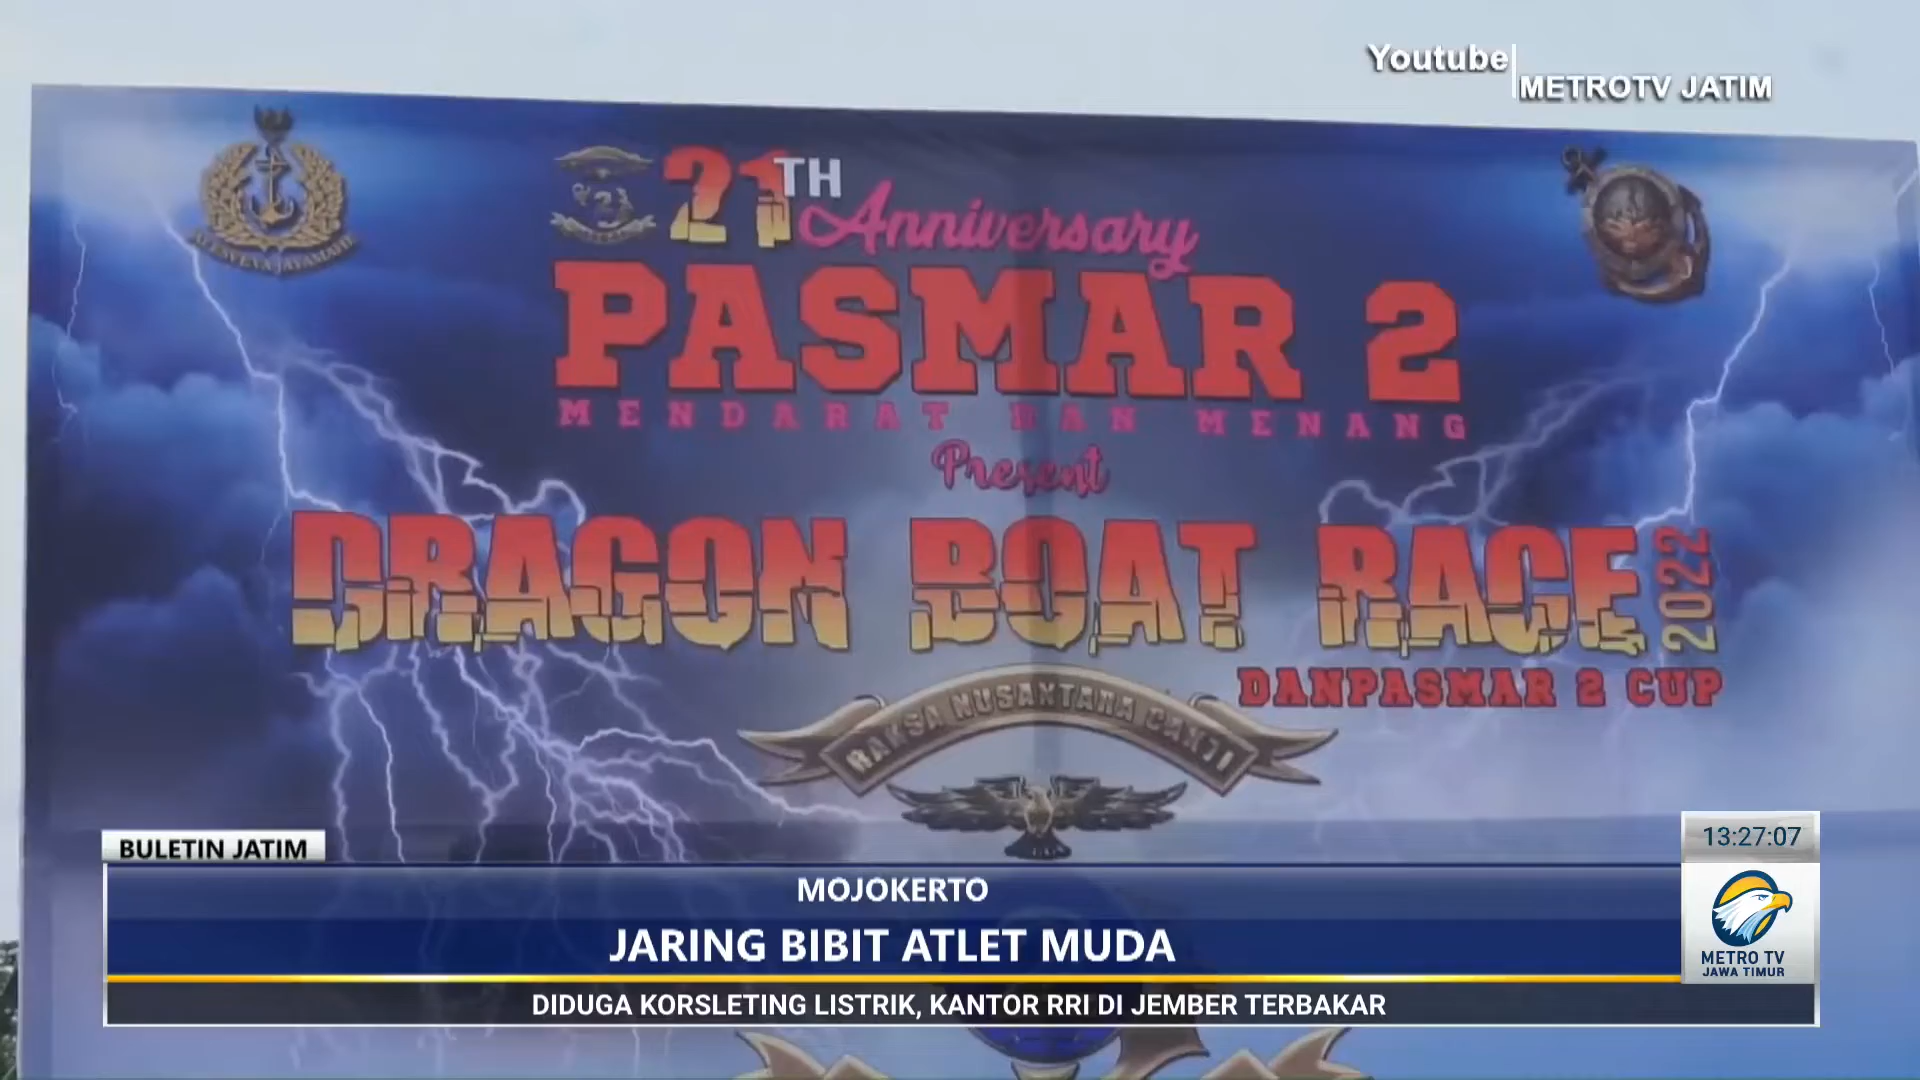 Youtube
METROTV JATIM
21TH
Anniversary
PASMAR 2
MENDARAT DAN MENANG
Present
DRAGON BOAT RACE 2022
DANPASMAR 2 CUP
RAKSA NUSANTARA CAKTI
BULETIN JATIM
13:27:07
MOJOKERTO
JARING BIBIT ATLET MUDA
METRO TV
JAWA TIMUR
DIDUGA KORSLETING LISTRIK, KANTOR RRI DI JEMBER TERBAKAR